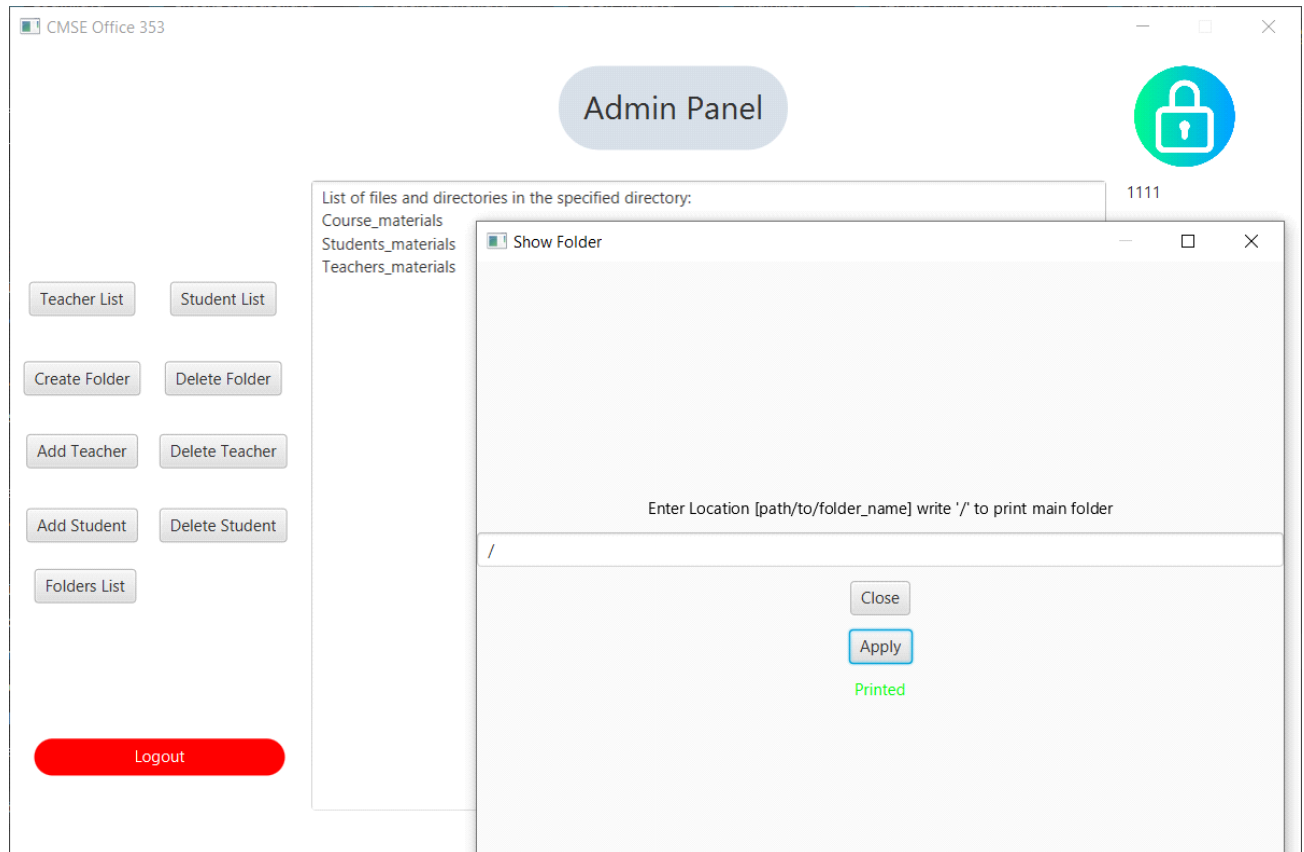 CMSE Office 353
Admin Panel
1111
List of files and directories in the specified directory:
Course_materials
Students_materials
Teachers_materials
Teacher List
Student List
Create Folder
Delete Folder
Add Teacher
Delete Teacher
Add Student
Delete Student
Folders List
Logout
Show Folder
Enter Location [path/to/folder_name] write '/' to print main folder
/
Close
Apply
Printed